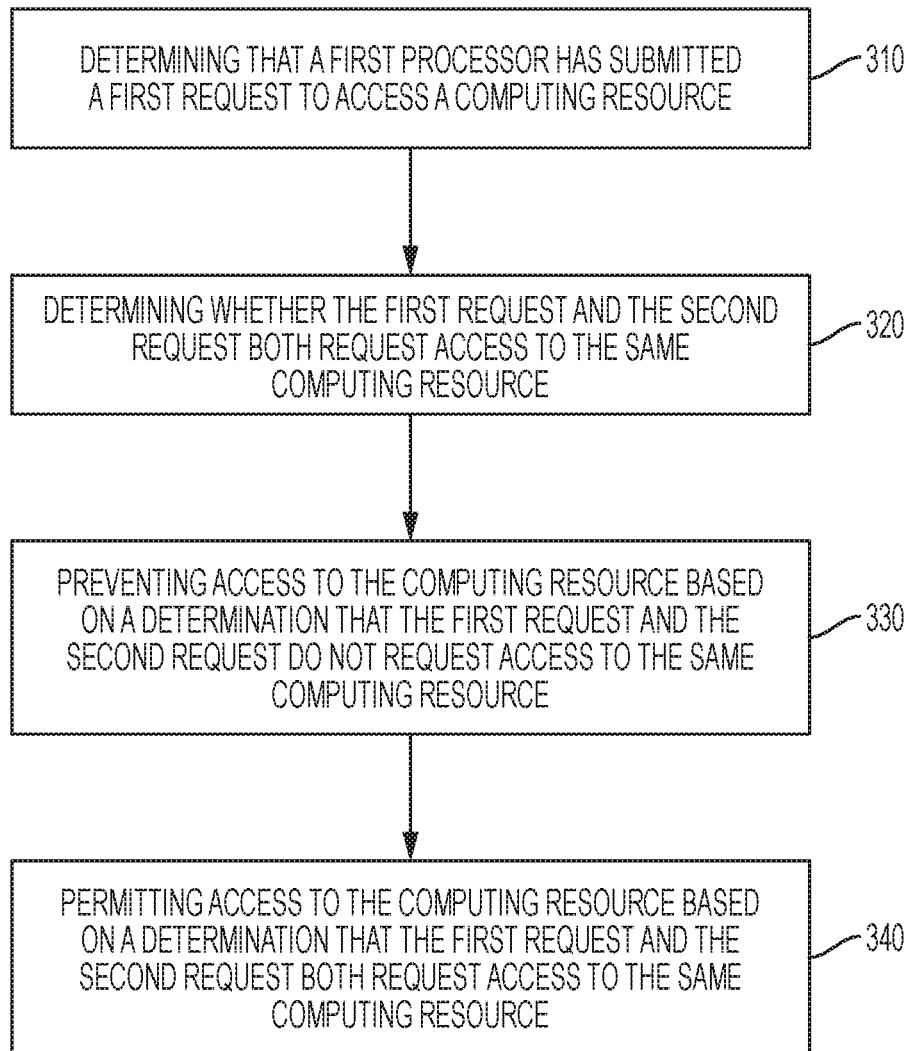 DETERMINING THAT A FIRST PROCESSOR HAS SUBMITTED
A FIRST REQUEST TO ACCESS A COMPUTING RESOURCE
310
DETERMINING WHETHER THE FIRST REQUEST AND THE SECOND
REQUEST BOTH REQUEST ACCESS TO THE SAME
COMPUTING RESOURCE
320
PREVENTING ACCESS TO THE COMPUTING RESOURCE BASED
ON A DETERMINATION THAT THE FIRST REQUEST AND THE
SECOND REQUEST DO NOT REQUEST ACCESS TO THE SAME
COMPUTING RESOURCE
330
PERMITTING ACCESS TO THE COMPUTING RESOURCE BASED
ON A DETERMINATION THAT THE FIRST REQUEST AND THE
SECOND REQUEST BOTH REQUEST ACCESS TO THE SAME
COMPUTING RESOURCE
340